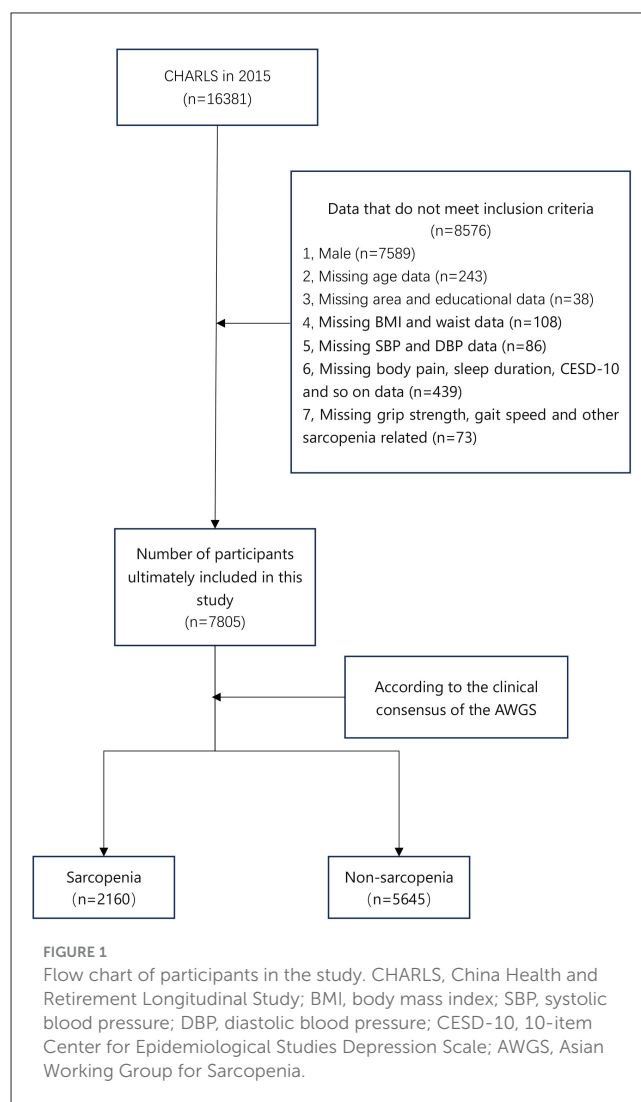 CHARLS in 2015
(n=16381)
Data that do not meet inclusion criteria
(n=8576)
1, Male (n=7589)
2, Missing age data (n=243)
3, Missing area and educational data (n=38)
4, Missing BMI and waist data (n=108)
5, Missing SBP and DBP data (n=86)
6, Missing body pain, sleep duration, CESD-10
and so on data (n=439)
7, Missing grip strength, gait speed and other
sarcopenia related (n=73)
Number of participants
ultimately included in this
study
(n=7805)
According to the clinical
consensus of the AWGS
Sarcopenia
(n=2160)
Non-sarcopenia
(n=5645)
FIGURE 1
Flow chart of participants in the study. CHARLS, China Health and
Retirement Longitudinal Study; BMI, body mass index; SBP, systolic
blood pressure; DBP, diastolic blood pressure; CESD-10, 10-item
Center for Epidemiological Studies Depression Scale; AWGS, Asian
Working Group for Sarcopenia.